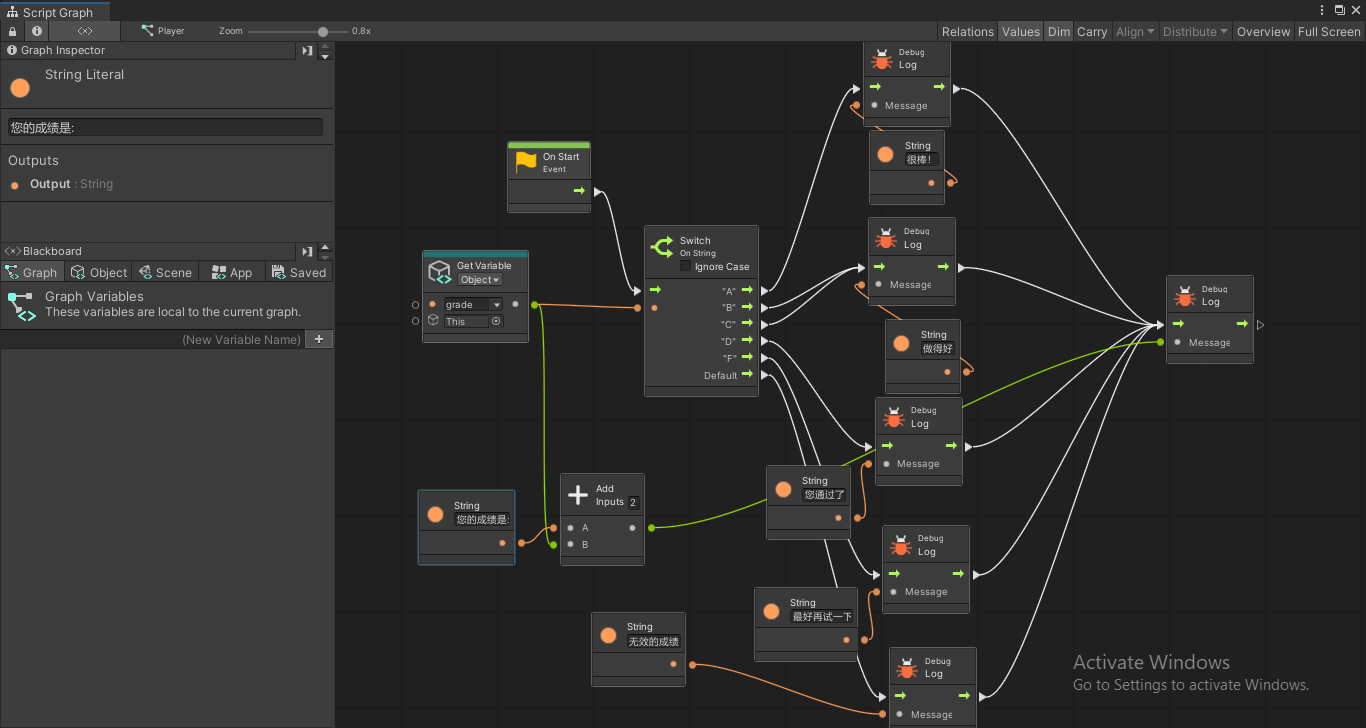 Script Graph
Player
Zoom
0.8x
Relations
Values
Dim
Carry
Align
Distribute
Overview
Full Screen
Graph Inspector
String Literal
您的成绩是:
Outputs
Output : String
Blackboard
Graph
Object
Scene
App
Saved
Graph Variables
These variables are local to the current graph.
(New Variable Name)
+
On Start
Event
Get Variable
Object
grade
This
Switch
On String
Ignore Case
"A"
"B"
"C"
"D"
"F"
Default
String
您的成绩是:
Add
Inputs 2
A
B
String
无效的成绩
Debug
Log
Message
String
很棒!
Debug
Log
Message
String
做得好
Debug
Log
Message
String
您通过了
Debug
Log
Message
String
最好再试一下
Debug
Log
Message
Debug
Log
Message
Activate Windows
Go to Settings to activate Windows.